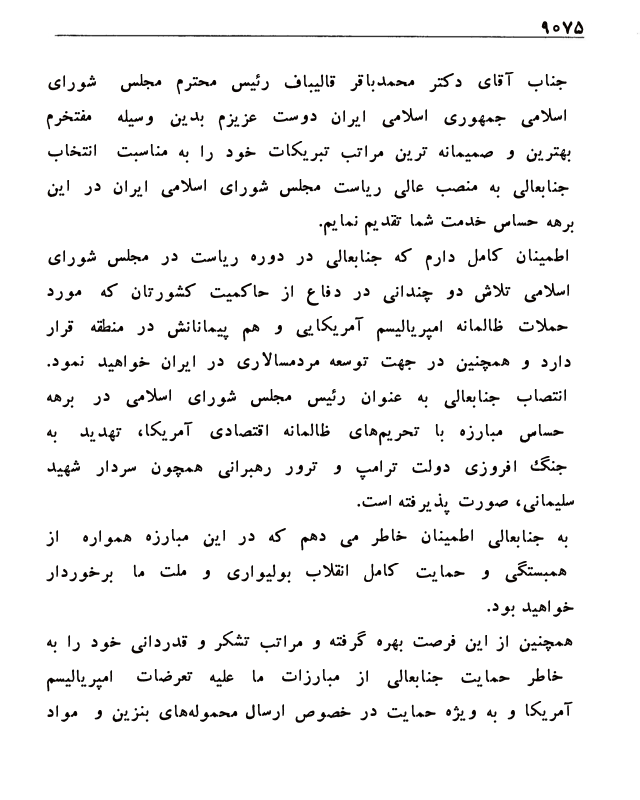 ۹۰۷۵
جناب آقای دکتر محمدباقر قالیباف رئیس محترم مجلس شورای
اسلامی جمهوری اسلامی ایران دوست عزیزم بدین وسیله مفتخرم
بهترین و صمیمانه ترین مراتب تبریکات خود را به مناسبت انتخاب
جنابعالی به منصب عالی ریاست مجلس شورای اسلامی ایران در این
برهه حساس خدمت شما تقدیم نمایم.
اطمینان کامل دارم که جنابعالی در دوره ریاست در مجلس شورای
اسلامی تلاش دو چندانی در دفاع از حاکمیت کشورتان که مورد
حملات ظالمانه امپریالیسم آمریکایی و هم پیمانانش در منطقه قرار
دارد و همچنین در جهت توسعه مردمسالاری در ایران خواهید نمود.
انتصاب جنابعالی به عنوان رئیس مجلس شورای اسلامی در برهه
حساس مبارزه با تحریم‌های ظالمانه اقتصادی آمریکا، تهدید به
جنگ افروزی دولت ترامپ و ترور رهبرانی همچون سردار شهید
سلیمانی، صورت پذیرفته است.
به جنابعالی اطمینان خاطر می دهم که در این مبارزه همواره از
همبستگی و حمایت کامل انقلاب بولیواری و ملت ما برخوردار
خواهید بود.
همچنین از این فرصت بهره گرفته و مراتب تشکر و قدردانی خود را به
خاطر حمایت جنابعالی از مبارزات ما علیه تعرضات امپریالیسم
آمریکا و به ویژه حمایت در خصوص ارسال محموله‌های بنزین و مواد